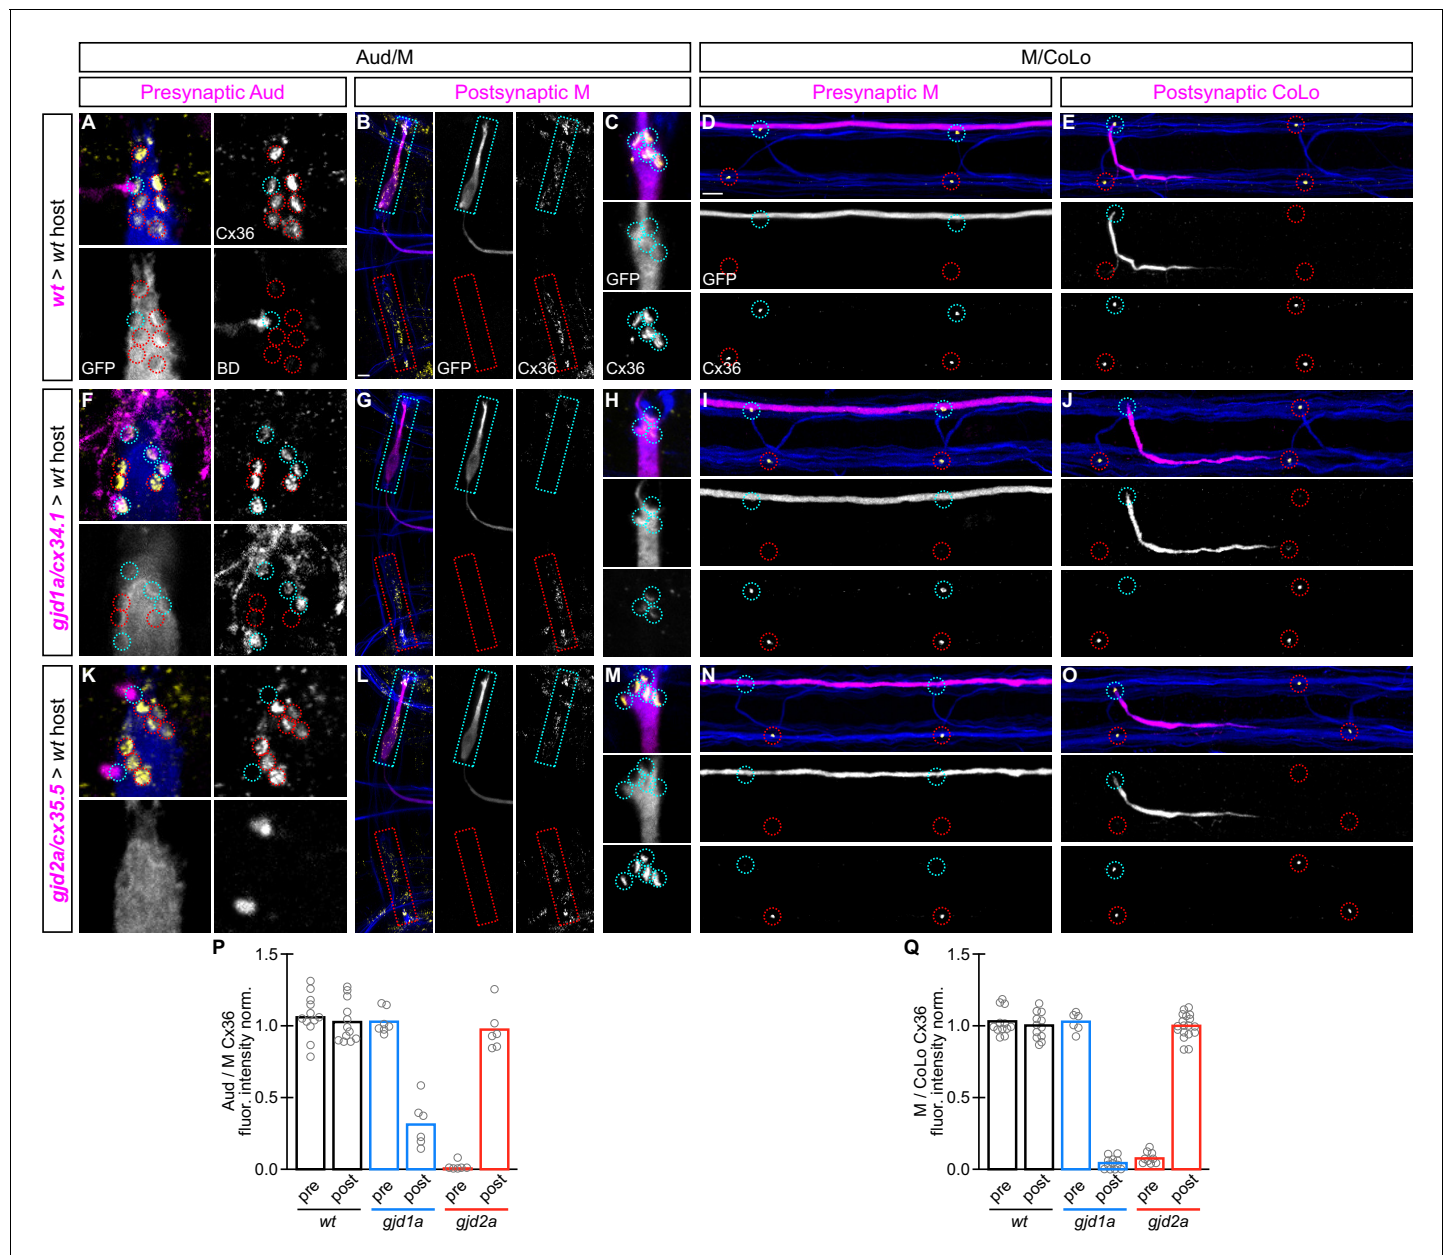 Aud/M
M/CoLo
Presynaptic Aud
Postsynaptic M
Presynaptic M
Postsynaptic CoLo
wt > wt host
A
Cx36
GFP
BD
B
GFP
Cx36
C
GFP
Cx36
D
GFP
Cx36
E
gjd1a/cx34.1 > wt host
F
G
H
I
J
gjd2a/cx35.5 > wt host
K
L
M
N
O
P
Aud / M Cx36
fluor. intensity norm.
1.5
1.0
0.5
0.0
pre
post
pre
post
pre
post
wt
gjd1a
gjd2a
Q
M / CoLo Cx36
fluor. intensity norm.
1.5
1.0
0.5
0.0
pre
post
pre
post
pre
post
wt
gjd1a
gjd2a